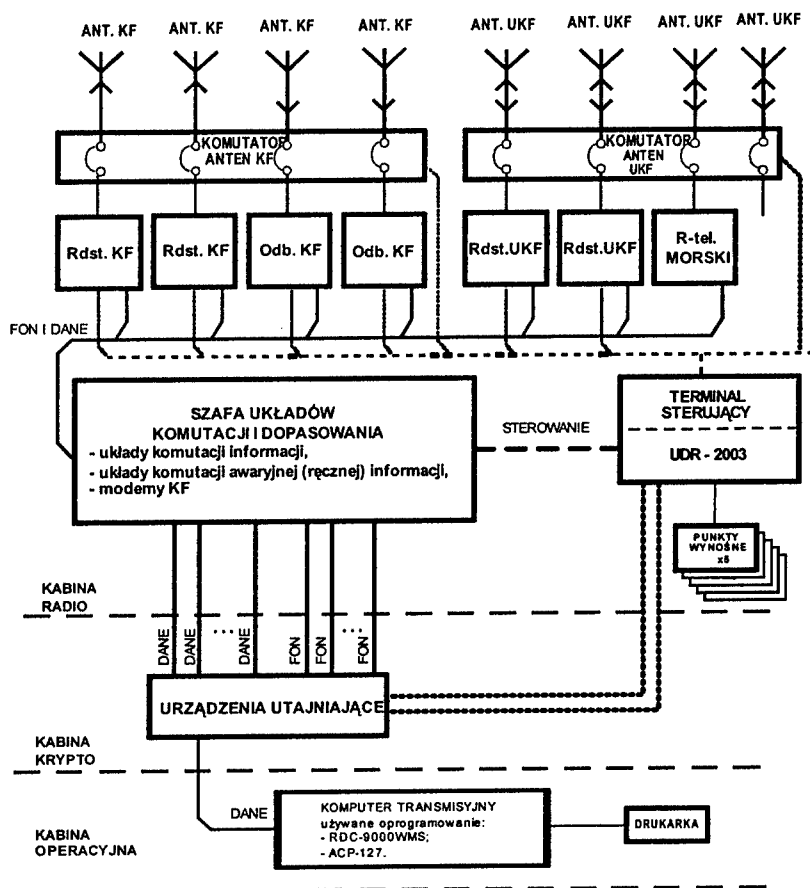 ANT. KF ANT. KF ANT. KF ANT. KF ANT. UKF ANT. UKF ANT. UKF ANT. UKF
KOMUTATOR
ANTEN KF
KOMUTATOR
ANTEN
UKF
Rdst. KF Rdst. KF Odb. KF Odb. KF Rdst.UKF Rdst.UKF R-tel.
MORSKI
FON I DANE
SZAFA UKŁADÓW
KOMUTACJI I DOPASOWANIA
- układy komutacji informacji,
- układy komutacji awaryjnej (ręcznej) informacji,
- modemy KF
STEROWANIE
TERMINAL
STERUJĄCY
UDR - 2003
PUNKTY
WYNOŚNE
x5
KABINA
RADIO
DANE
DANE
...
DANE
FON
FON
...
FON
URZĄDZENIA UTAJNIAJĄCE
KABINA
KRYPTO
DANE
KOMPUTER TRANSMISYJNY
używane oprogramowanie:
- RDC-9000WMS;
- ACP-127.
DRUKARKA
KABINA
OPERACYJNA